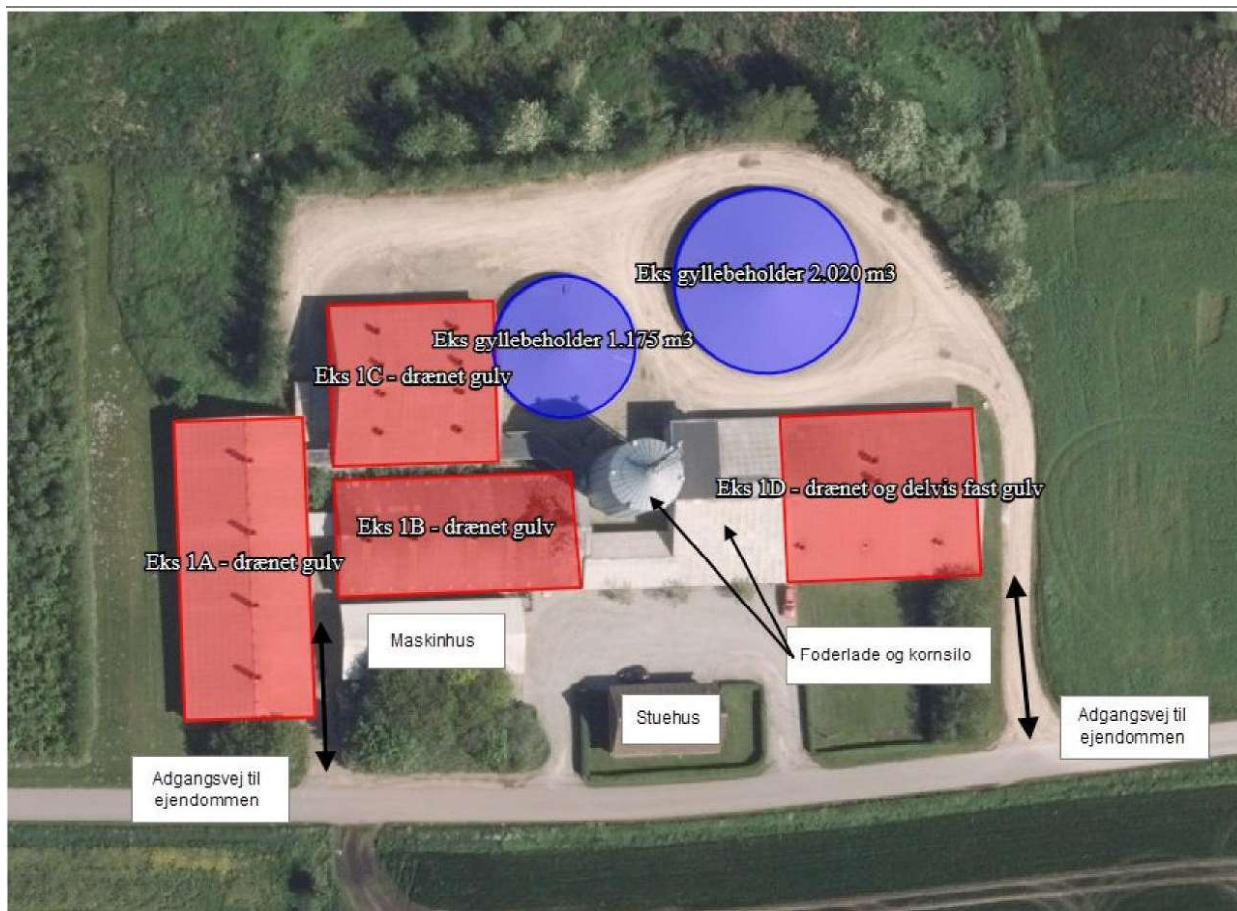 Eks gyllebeholder 2.020 m3
Eks gyllebeholder 1.175 m3
Eks 1C - drænet gulv
Eks 1D - drænet og delvis fast gulv
Eks 1B - drænet gulv
Eks 1A - drænet gulv
Maskinhus
Foderlade og kornsilo
Stuehus
Adgangsvej til
ejendommen
Adgangsvej til
ejendommen